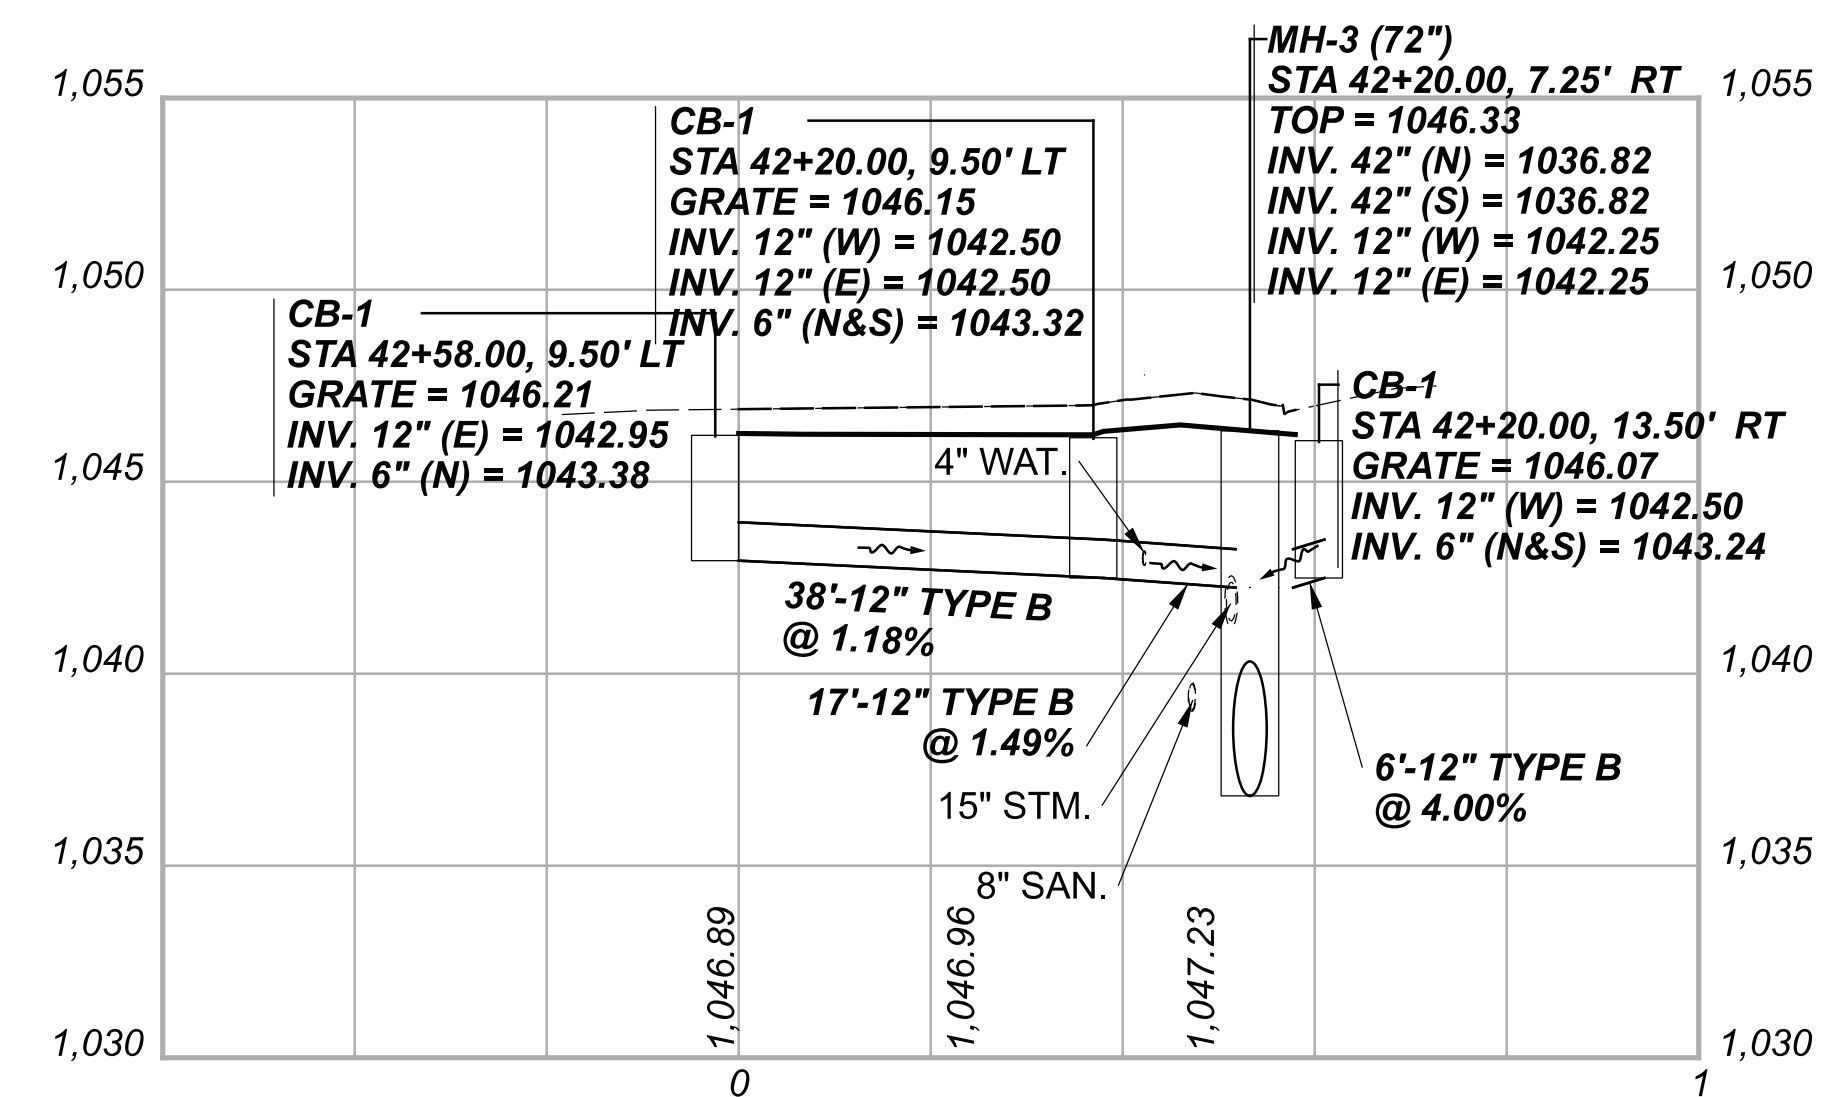 MH-3 (72")
STA 42+20.00, 7.25' RT
TOP = 1046.33
INV. 42" (N) = 1036.82
INV. 42" (S) = 1036.82
INV. 12" (W) = 1042.25
INV. 12" (E) = 1042.25
CB-1
STA 42+20.00, 9.50' LT
GRATE = 1046.15
INV. 12" (W) = 1042.50
INV. 12" (E) = 1042.50
INV. 6" (N&S) = 1043.32
CB-1
STA 42+58.00, 9.50' LT
GRATE = 1046.21
INV. 12" (E) = 1042.95
INV. 6" (N) = 1043.38
CB-1
STA 42+20.00, 13.50' RT
GRATE = 1046.07
INV. 12" (W) = 1042.50
INV. 6" (N&S) = 1043.24
4" WAT.
38'-12" TYPE B
@ 1.18%
17'-12" TYPE B
@ 1.49%
15" STM.
8" SAN.
6'-12" TYPE B
@ 4.00%
1,055
1,050
1,045
1,040
1,035
1,030
1,055
1,050
1,040
1,035
1,030
1,046.89
1,046.96
1,047.23
0
1